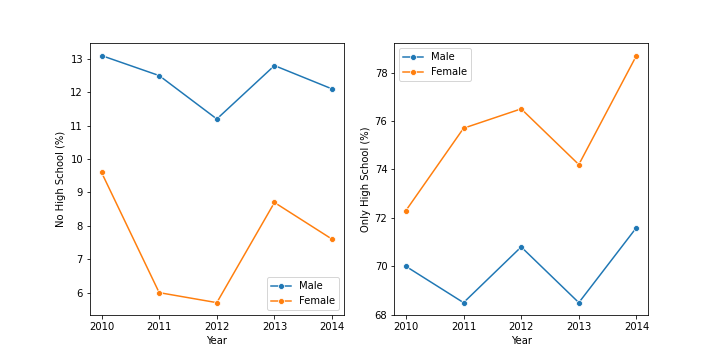 No High School (%)
13
12
11
10
9
8
7
6
2010 2011 2012 2013 2014
Year
Male
Female
Only High School (%)
78
76
74
72
70
68
2010 2011 2012 2013 2014
Year
Male
Female